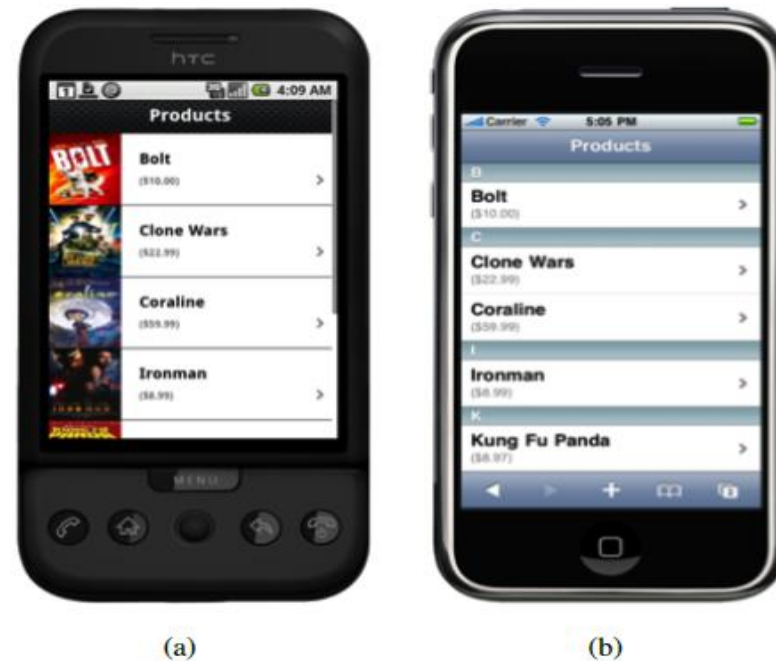 hTC
1
4:09 AM
Products
BOLT
Bolt
($10.00)
Clone Wars
($22.99)
Coraline
($59.99)
Ironman
($8.99)
MENU
(a)
Carrier
5:05 PM
Products
B
Bolt
($10.00)
C
Clone Wars
($22.99)
Coraline
($59.99)
I
Ironman
($8.99)
K
Kung Fu Panda
($8.97)
(b)